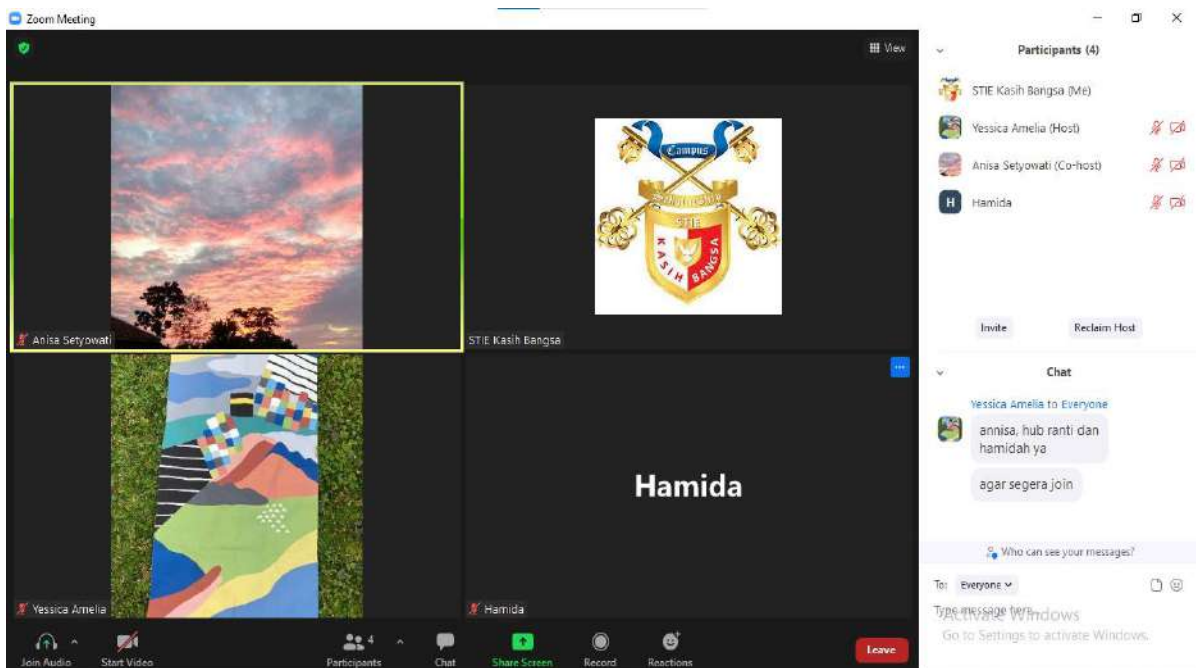 Zoom Meeting
View
Participants (4)
STIE Kasih Bangsa (Me)
Yessica Amelia (Host)
Anisa Setyowati (Co-host)
H
Hamida
Campus
STIE
KASIH BANGSA
Anisa Setyowati
STIE Kasih Bangsa
Invite
Reclaim Host
Chat
Yessica Amelia to Everyone
annisa, hub ranti dan
hamidah ya
agar segera join
Hamida
Yessica Amelia
Hamida
Who can see your messages?
To: Everyone
Type message here...
Activate Windows
Go to Settings to activate Windows.
Join Audio
Start Video
4
Participants
Chat
Share Screen
Record
Reactions
Leave